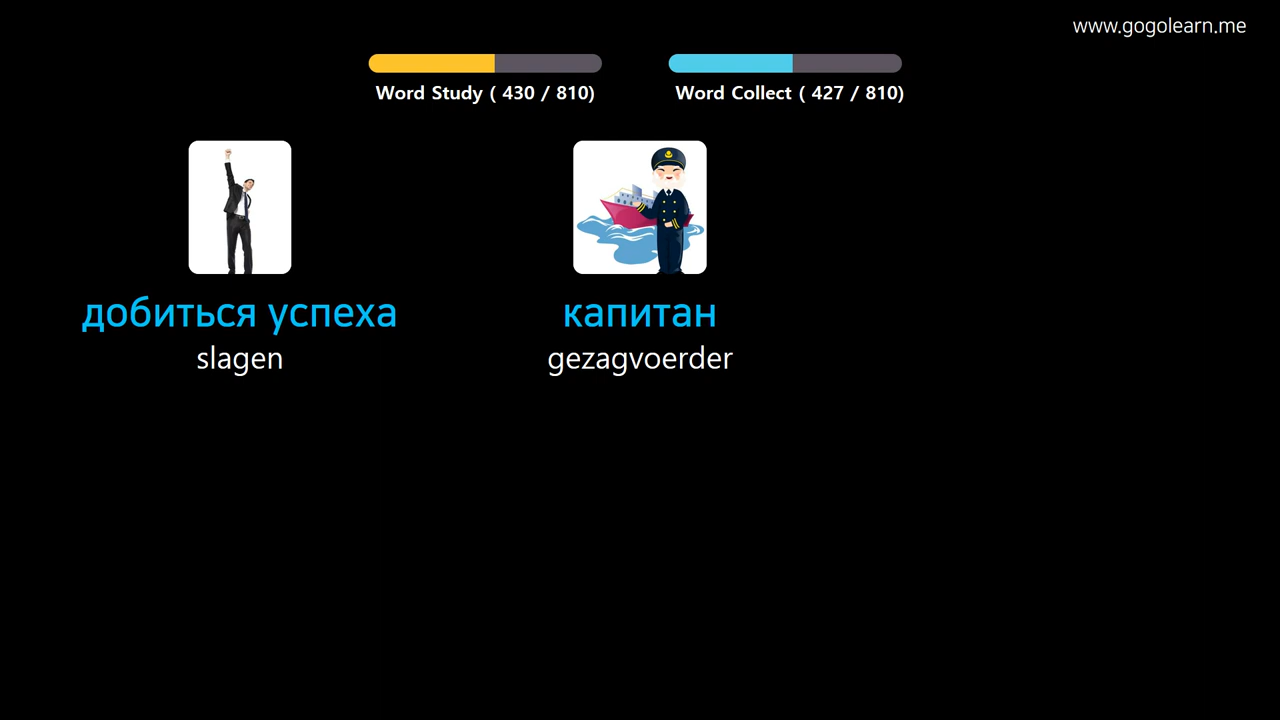 www.gogolearn.me
Word Study ( 430 / 810)
Word Collect ( 427 / 810)
добиться успеха
slagen
капитан
gezagvoerder